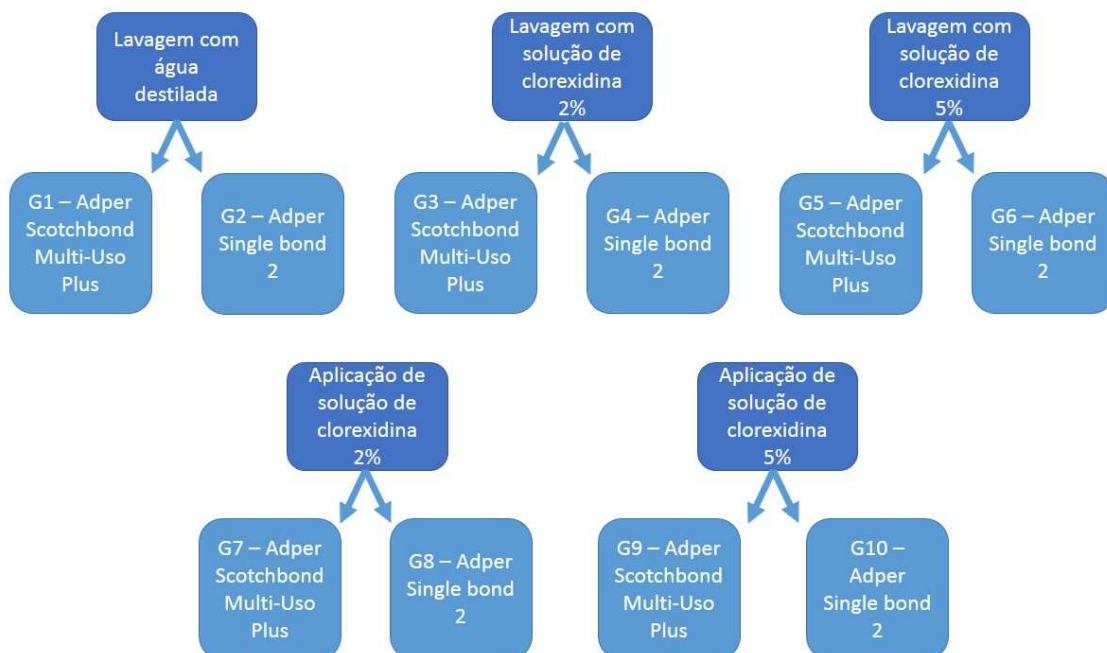 Lavagem com
água
destilada
Lavagem com
solução de
clorexidina
2%
Lavagem com
solução de
clorexidina
5%
G1 – Adper
Scotchbond
Multi-Uso
Plus
G2 – Adper
Single bond
2
G3 – Adper
Scotchbond
Multi-Uso
Plus
G4 – Adper
Single bond
2
G5 – Adper
Scotchbond
Multi-Uso
Plus
G6 – Adper
Single bond
2
Aplicação de
solução de
clorexidina
2%
Aplicação de
solução de
clorexidina
5%
G7 – Adper
Scotchbond
Multi-Uso
Plus
G8 – Adper
Single bond
2
G9 – Adper
Scotchbond
Multi-Uso
Plus
G10 –
Adper
Single bond
2